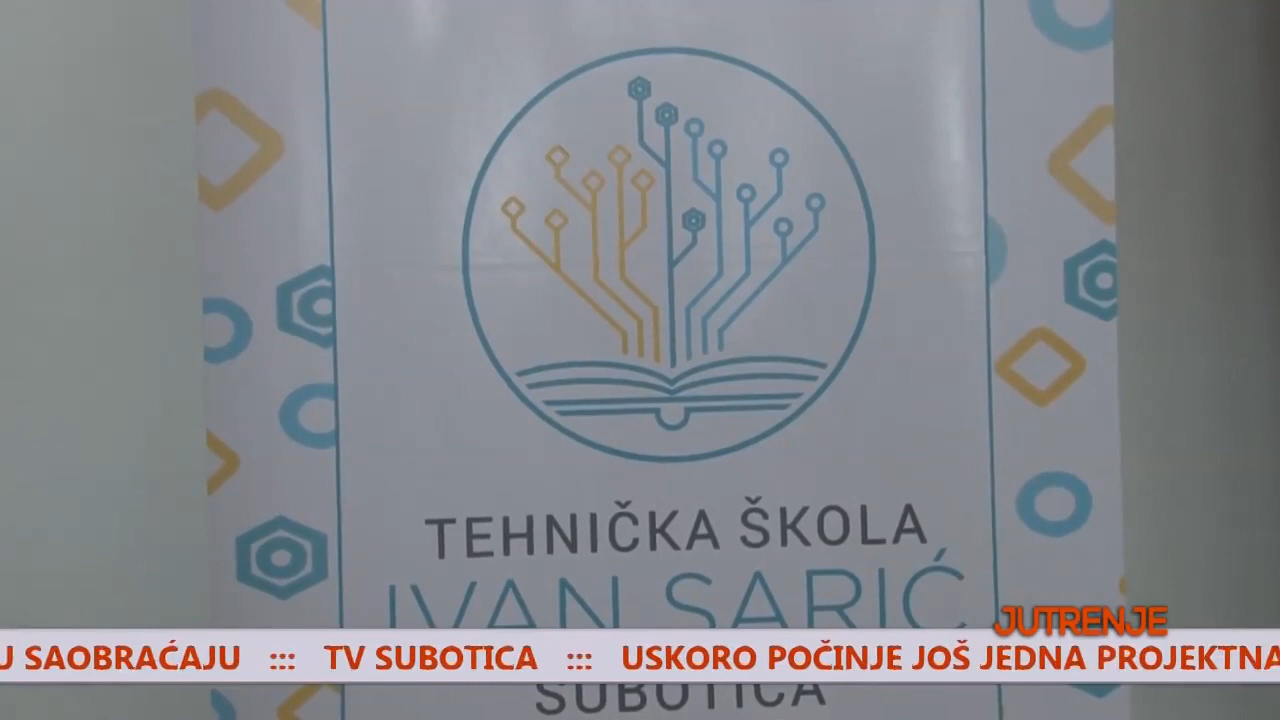 TEHNIČKA ŠKOLA
IVAN SARIĆ
JUTRENJE
U SAOBRAĆAJU ::: TV SUBOTICA ::: USKORO POČINJE JOŠ JEDNA PROJEKTNA
SUBOTICA